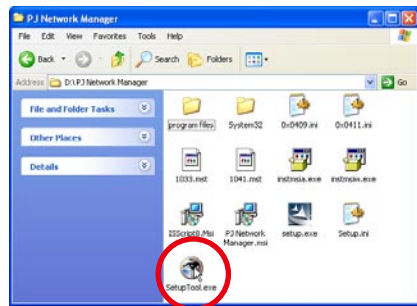 PJ Network Manager
File Edit View Favorites Tools Help
Back Search Folders
Address D:\PJ Network Manager Go
File and Folder Tasks
Other Places
Details
program files System32 0x0409.ini 0x0411.ini
1033.mst 1041.mst instmsia.exe instmsiw.exe
ISScript8.Msi PJ Network Manager.msi setup.exe Setup.ini
SetupTool.exe